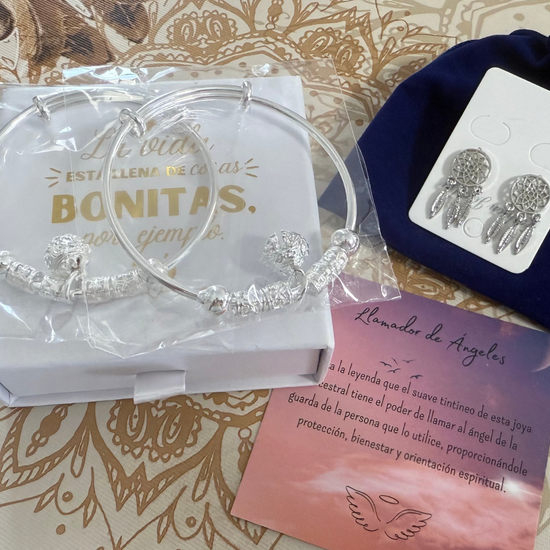 La vida
ESTÁ LLENA DE cosas
BONITAS,
por ejemplo.
Llamador de Ángeles
a la leyenda que el suave tintineo de esta joya
cestral tiene el poder de llamar al ángel de la
guarda de la persona que lo utilice, proporcionándole
protección, bienestar y orientación espiritual.